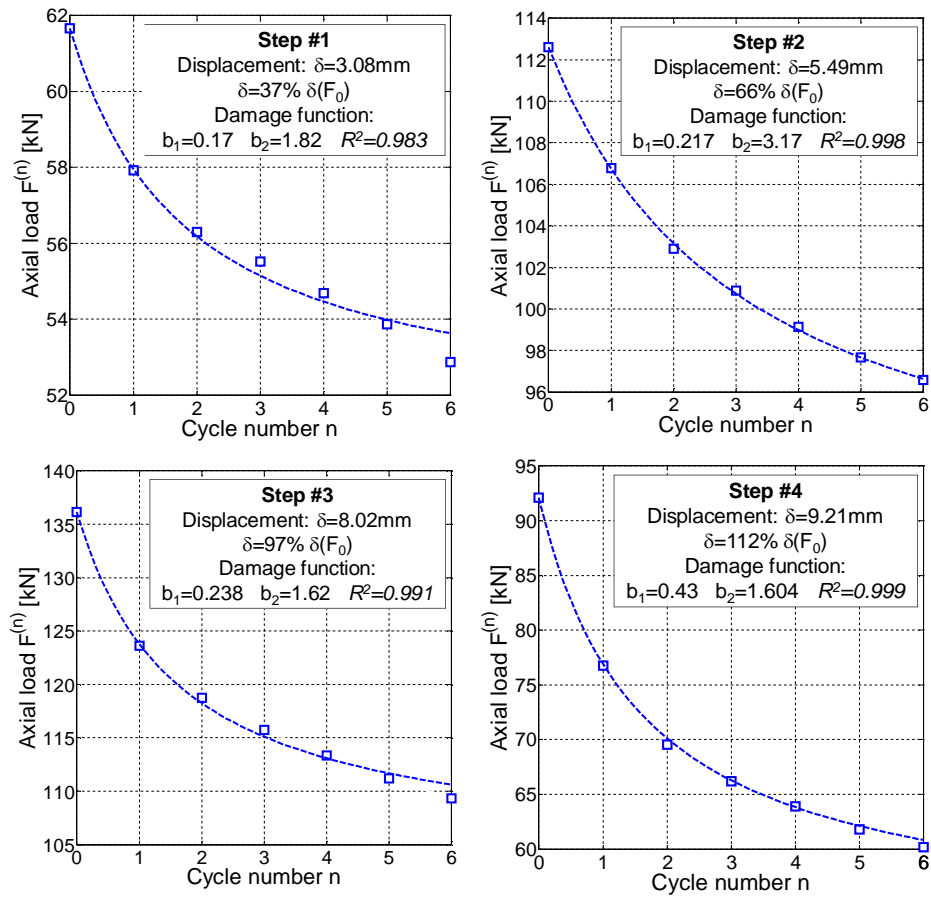 Step #1
Displacement: δ=3.08mm
δ=37% δ(F₀)
Damage function:
b₁=0.17 b₂=1.82 R²=0.983
62
60
58
56
54
52
0 1 2 3 4 5 6
Axial load F⁽ⁿ⁾ [kN]
Cycle number n
Step #2
Displacement: δ=5.49mm
δ=66% δ(F₀)
Damage function:
b₁=0.217 b₂=3.17 R²=0.998
114
112
110
108
106
104
102
100
98
96
0 1 2 3 4 5 6
Axial load F⁽ⁿ⁾ [kN]
Cycle number n
Step #3
Displacement: δ=8.02mm
δ=97% δ(F₀)
Damage function:
b₁=0.238 b₂=1.62 R²=0.991
140
135
130
125
120
115
110
105
0 1 2 3 4 5 6
Axial load F⁽ⁿ⁾ [kN]
Cycle number n
Step #4
Displacement: δ=9.21mm
δ=112% δ(F₀)
Damage function:
b₁=0.43 b₂=1.604 R²=0.999
95
90
85
80
75
70
65
60
0 1 2 3 4 5 6
Axial load F⁽ⁿ⁾ [kN]
Cycle number n